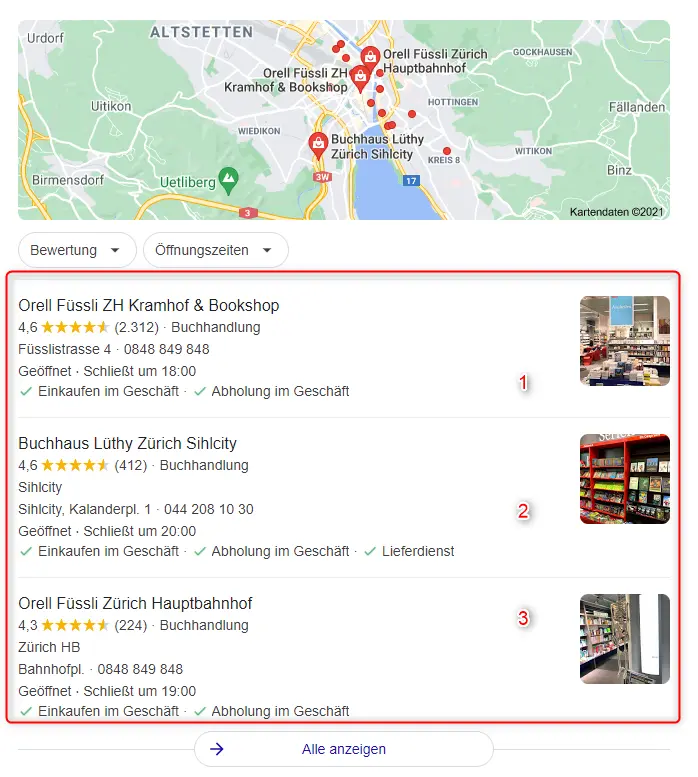 Urdorf
ALTSTETTEN
GOCKHAUSEN
Orell Füssli Zürich
Hauptbahnhof
Orell Füssli ZH
Kramhof & Bookshop
Uitikon
HOTTINGEN
Fällanden
WIEDIKON
Buchhaus Lüthy
Zürich Sihlcity
KREIS 8
WITIKON
Binz
Birmensdorf
Uetliberg
3W
17
3
Kartendaten ©2021
Bewertung
Öffnungszeiten
Orell Füssli ZH Kramhof & Bookshop
4,6 (2.312) · Buchhandlung
Füsslistrasse 4 · 0848 849 848
Geöffnet · Schließt um 18:00
Einkaufen im Geschäft · Abholung im Geschäft
1
Buchhaus Lüthy Zürich Sihlcity
4,6 (412) · Buchhandlung
Sihlcity
Sihlcity, Kalanderpl. 1 · 044 208 10 30
Geöffnet · Schließt um 20:00
Einkaufen im Geschäft · Abholung im Geschäft · Lieferdienst
2
Orell Füssli Zürich Hauptbahnhof
4,3 (224) · Buchhandlung
Zürich HB
Bahnhofpl. · 0848 849 848
Geöffnet · Schließt um 19:00
Einkaufen im Geschäft · Abholung im Geschäft
3
Alle anzeigen